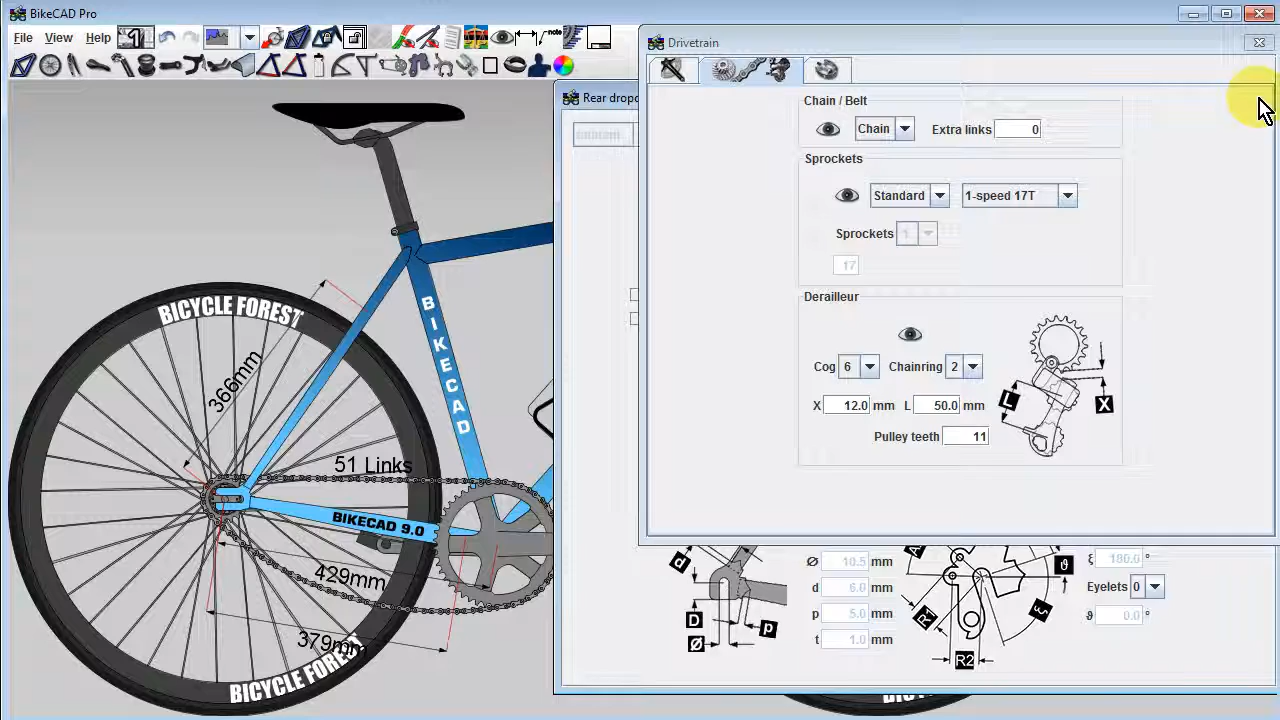 BikeCAD Pro
File View Help
note
Drivetrain
Rear dropo
Chain / Belt
Chain Extra links 0
Sprockets
Standard 1-speed 17T
Sprockets 1
17
Derailleur
Cog 6 Chainring 2
X 12.0 mm L 50.0 mm
Pulley teeth 11
L X
BICYCLE FOREST
BIKECAD
366mm
51 Links
BIKECAD 9.0
429mm
379mm
BICYCLE FOREST
d D p Ø
Ø 10.5 mm
d 6.0 mm
p 5.0 mm
t 1.0 mm
R1 R2 ξ ϑ
ξ 180.0 °
Eyelets 0
ϑ 0.0 °